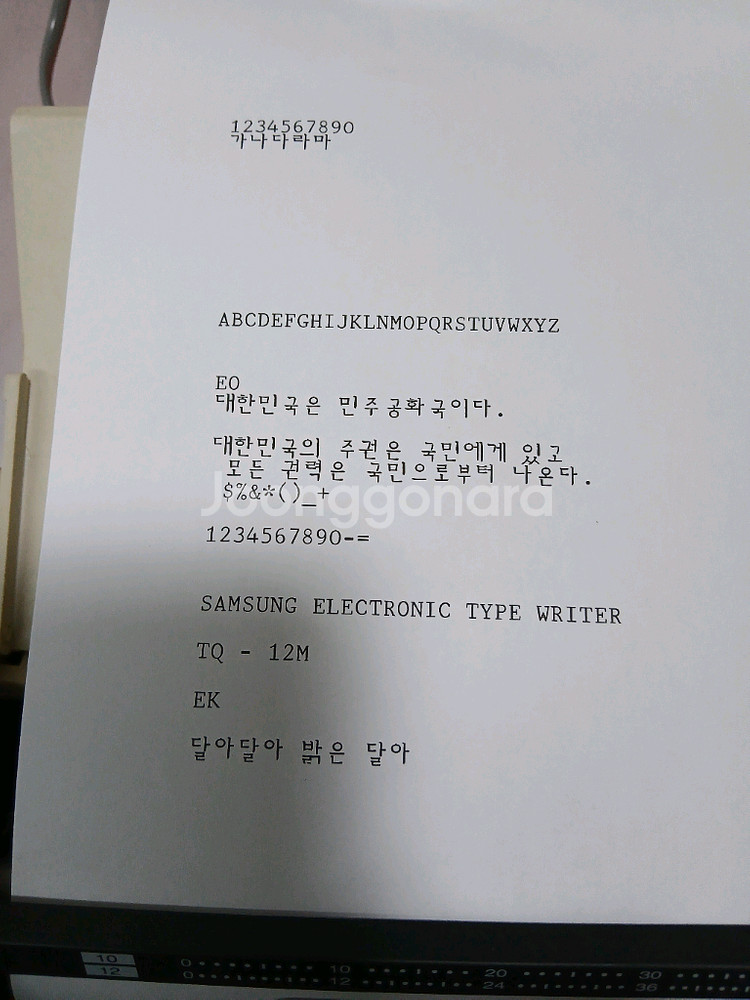 1234567890
가나다라마
ABCDEFGHIJKLNMOPQRSTUVWXYZ
EO
대한민국은 민주공화국이다.
대한민국의 주권은 국민에게 있고
모든 권력은 국민으로부터 나온다.
$%&*()_+
Joonggonara
1234567890-=
SAMSUNG ELECTRONIC TYPE WRITER
TQ - 12M
EK
달아달아 밝은 달아
10 0 10 20 30
12 0 12 24 36